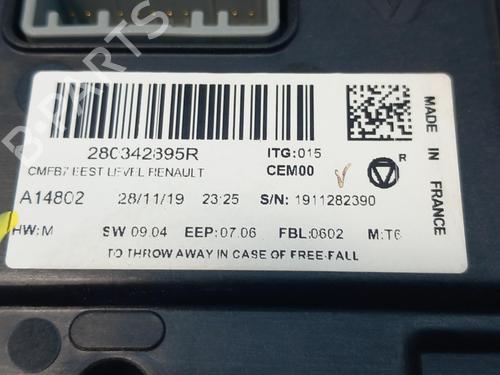 280342895R
ITG:015
CMFB7 BEST LEVEL RENAULT
CEM00
R
A14802 28/11/19 23:25 S/N: 1911282390
HW:M SW 09.04 EEP:07.06 FBL:0602 M:T6
TO THROW AWAY IN CASE OF FREE-FALL
MADE IN FRANCE
B-PARTS